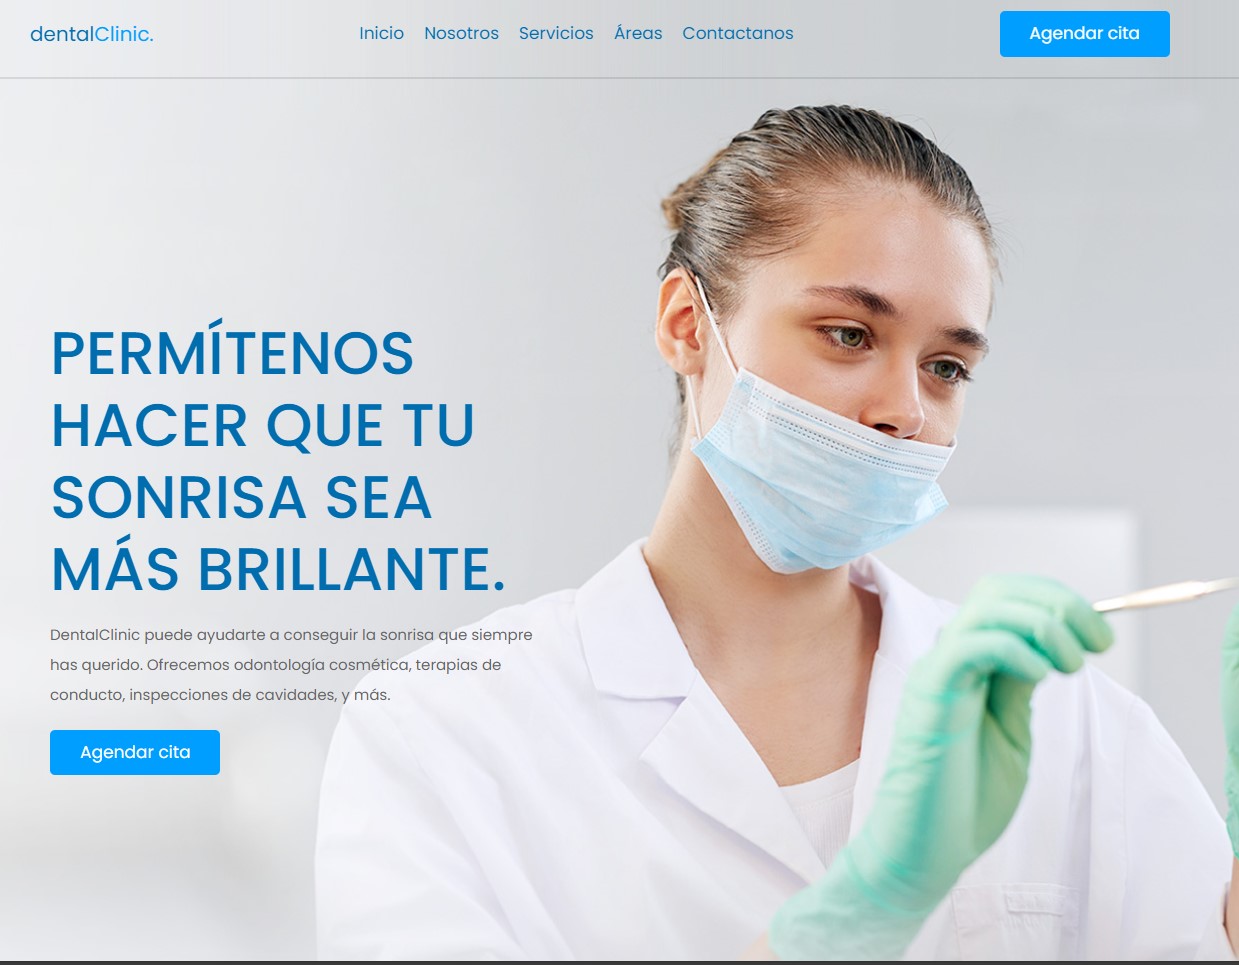 dentalClinic.
Inicio Nosotros Servicios Áreas Contactanos
Agendar cita
PERMÍTENOS
HACER QUE TU
SONRISA SEA
MÁS BRILLANTE.
DentalClinic puede ayudarte a conseguir la sonrisa que siempre
has querido. Ofrecemos odontología cosmética, terapias de
conducto, inspecciones de cavidades, y más.
Agendar cita